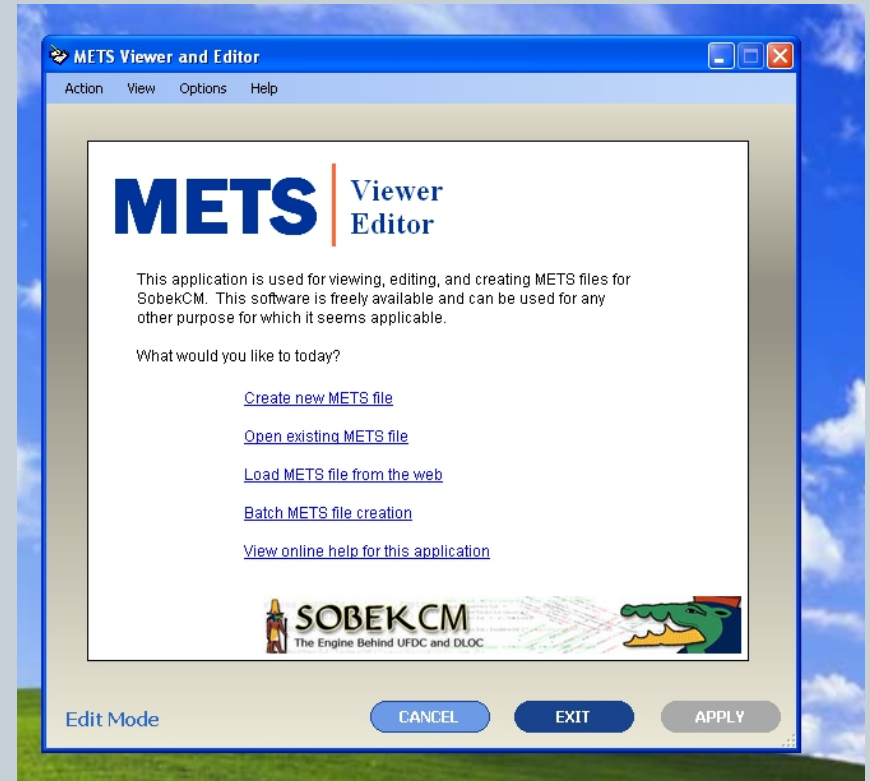 METS Viewer and Editor
Action View Options Help
METS
Viewer
Editor
This application is used for viewing, editing, and creating METS files for
SobekCM. This software is freely available and can be used for any
other purpose for which it seems applicable.
What would you like to today?
Create new METS file
Open existing METS file
Load METS file from the web
Batch METS file creation
View online help for this application
SOBEKCM
The Engine Behind UFDC and DLOC
Edit Mode
CANCEL
EXIT
APPLY